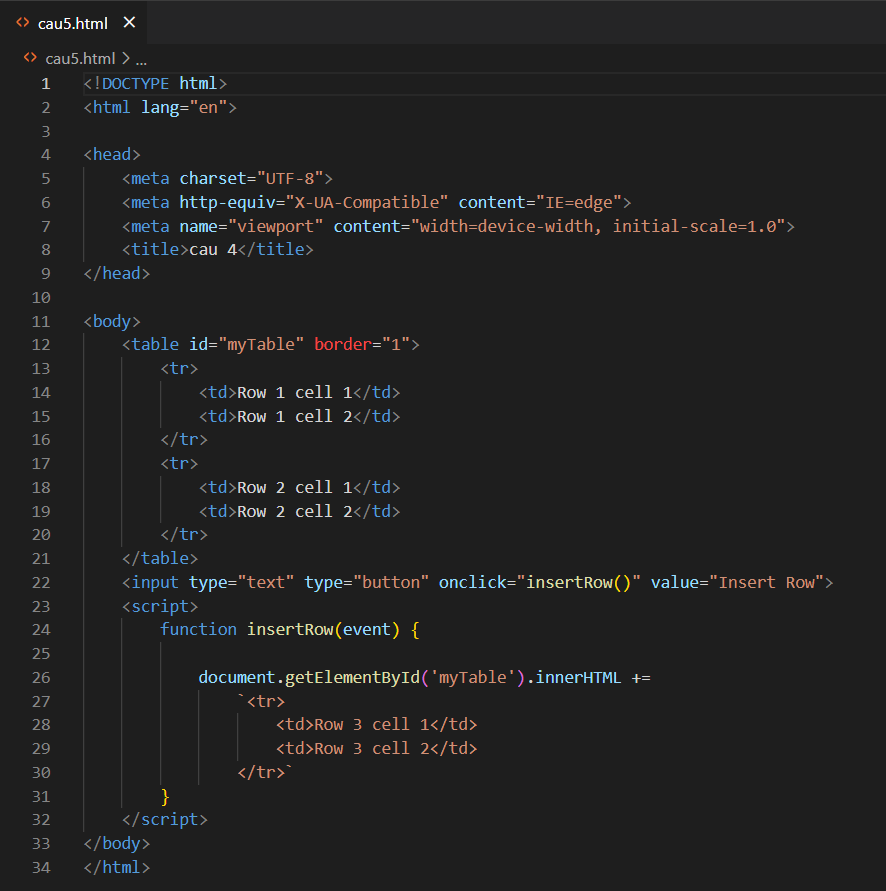 <> cau5.html ×
<> cau5.html > ...
1 <!DOCTYPE html>
2 <html lang="en">
3
4 <head>
5     <meta charset="UTF-8">
6     <meta http-equiv="X-UA-Compatible" content="IE=edge">
7     <meta name="viewport" content="width=device-width, initial-scale=1.0">
8     <title>cau 4</title>
9 </head>
10
11 <body>
12     <table id="myTable" border="1">
13         <tr>
14             <td>Row 1 cell 1</td>
15             <td>Row 1 cell 2</td>
16         </tr>
17         <tr>
18             <td>Row 2 cell 1</td>
19             <td>Row 2 cell 2</td>
20         </tr>
21     </table>
22     <input type="text" type="button" onclick="insertRow()" value="Insert Row">
23     <script>
24         function insertRow(event) {
25
26             document.getElementById('myTable').innerHTML +=
27                 `<tr>
28                     <td>Row 3 cell 1</td>
29                     <td>Row 3 cell 2</td>
30                 </tr>`
31         }
32     </script>
33 </body>
34 </html>